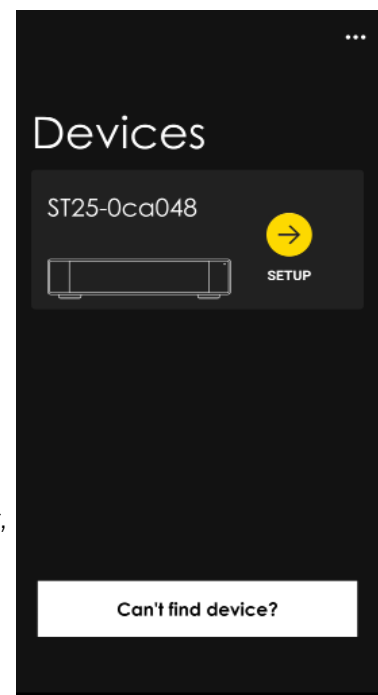 ...
Devices
ST25-0ca048
SETUP
,
Can't find device?